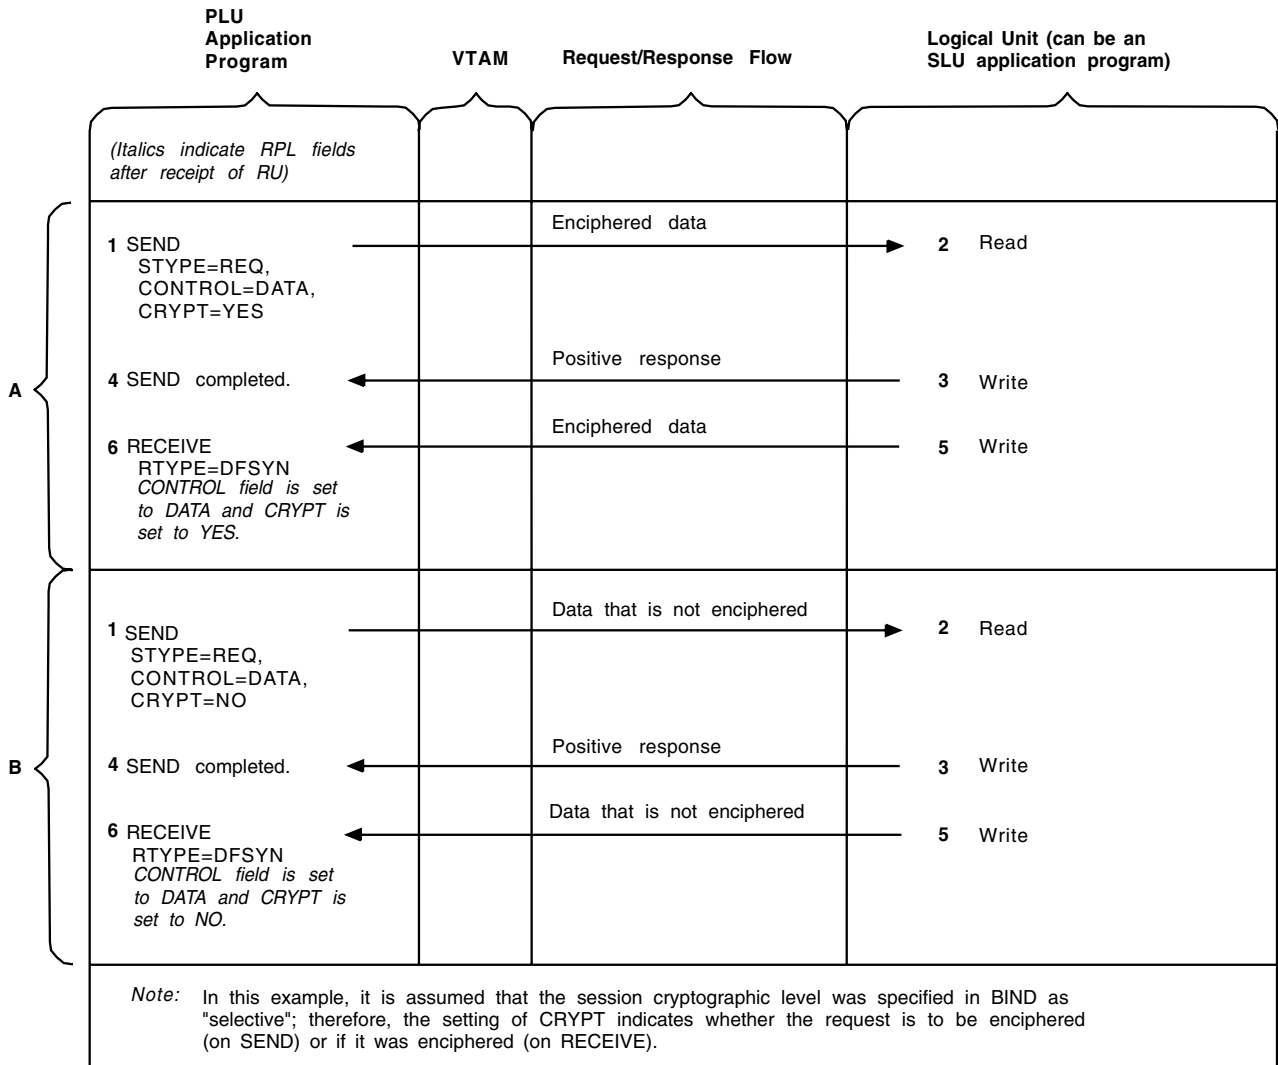 PLU
Application
Program
VTAM
Request/Response Flow
Logical Unit (can be an
SLU application program)
(Italics indicate RPL fields
after receipt of RU)
A
1 SEND
STYPE=REQ,
CONTROL=DATA,
CRYPT=YES
Enciphered data
2 Read
4 SEND completed.
Positive response
3 Write
6 RECEIVE
RTYPE=DFSYN
CONTROL field is set
to DATA and CRYPT is
set to YES.
Enciphered data
5 Write
B
1 SEND
STYPE=REQ,
CONTROL=DATA,
CRYPT=NO
Data that is not enciphered
2 Read
4 SEND completed.
Positive response
3 Write
6 RECEIVE
RTYPE=DFSYN
CONTROL field is set
to DATA and CRYPT is
set to NO.
Data that is not enciphered
5 Write
Note: In this example, it is assumed that the session cryptographic level was specified in BIND as
"selective"; therefore, the setting of CRYPT indicates whether the request is to be enciphered
(on SEND) or if it was enciphered (on RECEIVE).